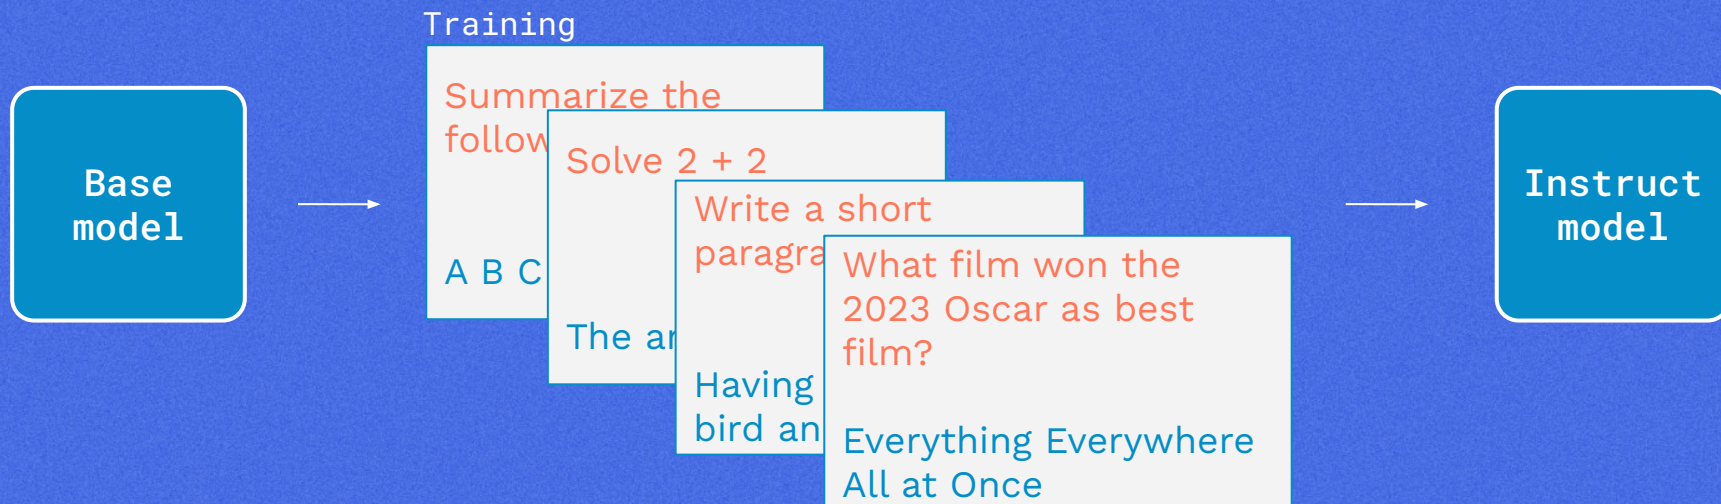 Training
Base
model
Summarize the
follow
A B C
Solve 2 + 2
The a
Write a short
paragra
Having
bird an
What film won the
2023 Oscar as best
film?
Everything Everywhere
All at Once
Instruct
model